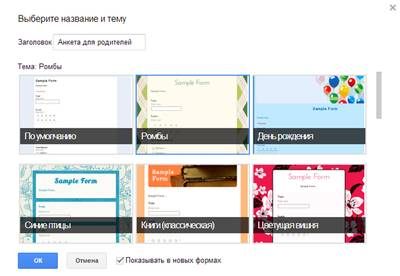 Выберите название и тему
Заголовок Анкета для родителей
Тема: Ромбы
Sample Form
Sample Form
Sample Form
По умолчанию
Ромбы
День рождения
Sample Form
Sample Form
Sample Form
Синие птицы
Книги (классическая)
Цветущая вишня
ОК
Отмена
Показывать в новых формах